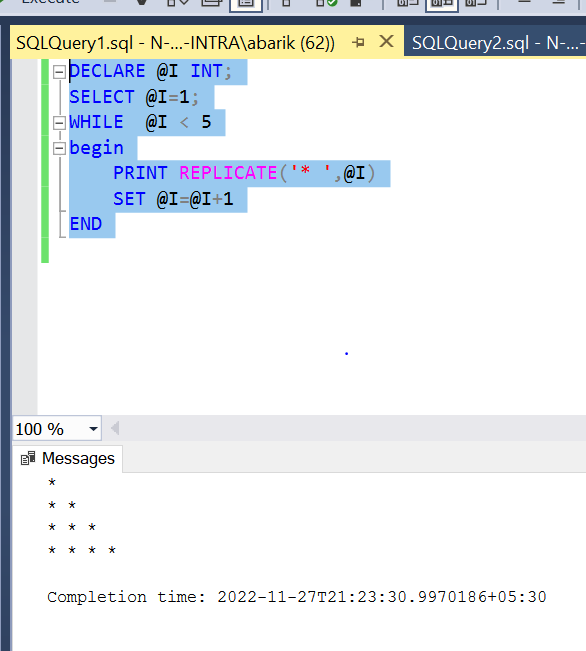 Execute
SQLQuery1.sql - N-...-INTRA\abarik (62))
SQLQuery2.sql - N-...-
DECLARE @I INT;
SELECT @I=1;
WHILE  @I < 5
begin
    PRINT REPLICATE('* ',@I)
    SET @I=@I+1
END
100 %
Messages
*
* *
* * *
* * * *
Completion time: 2022-11-27T21:23:30.9970186+05:30